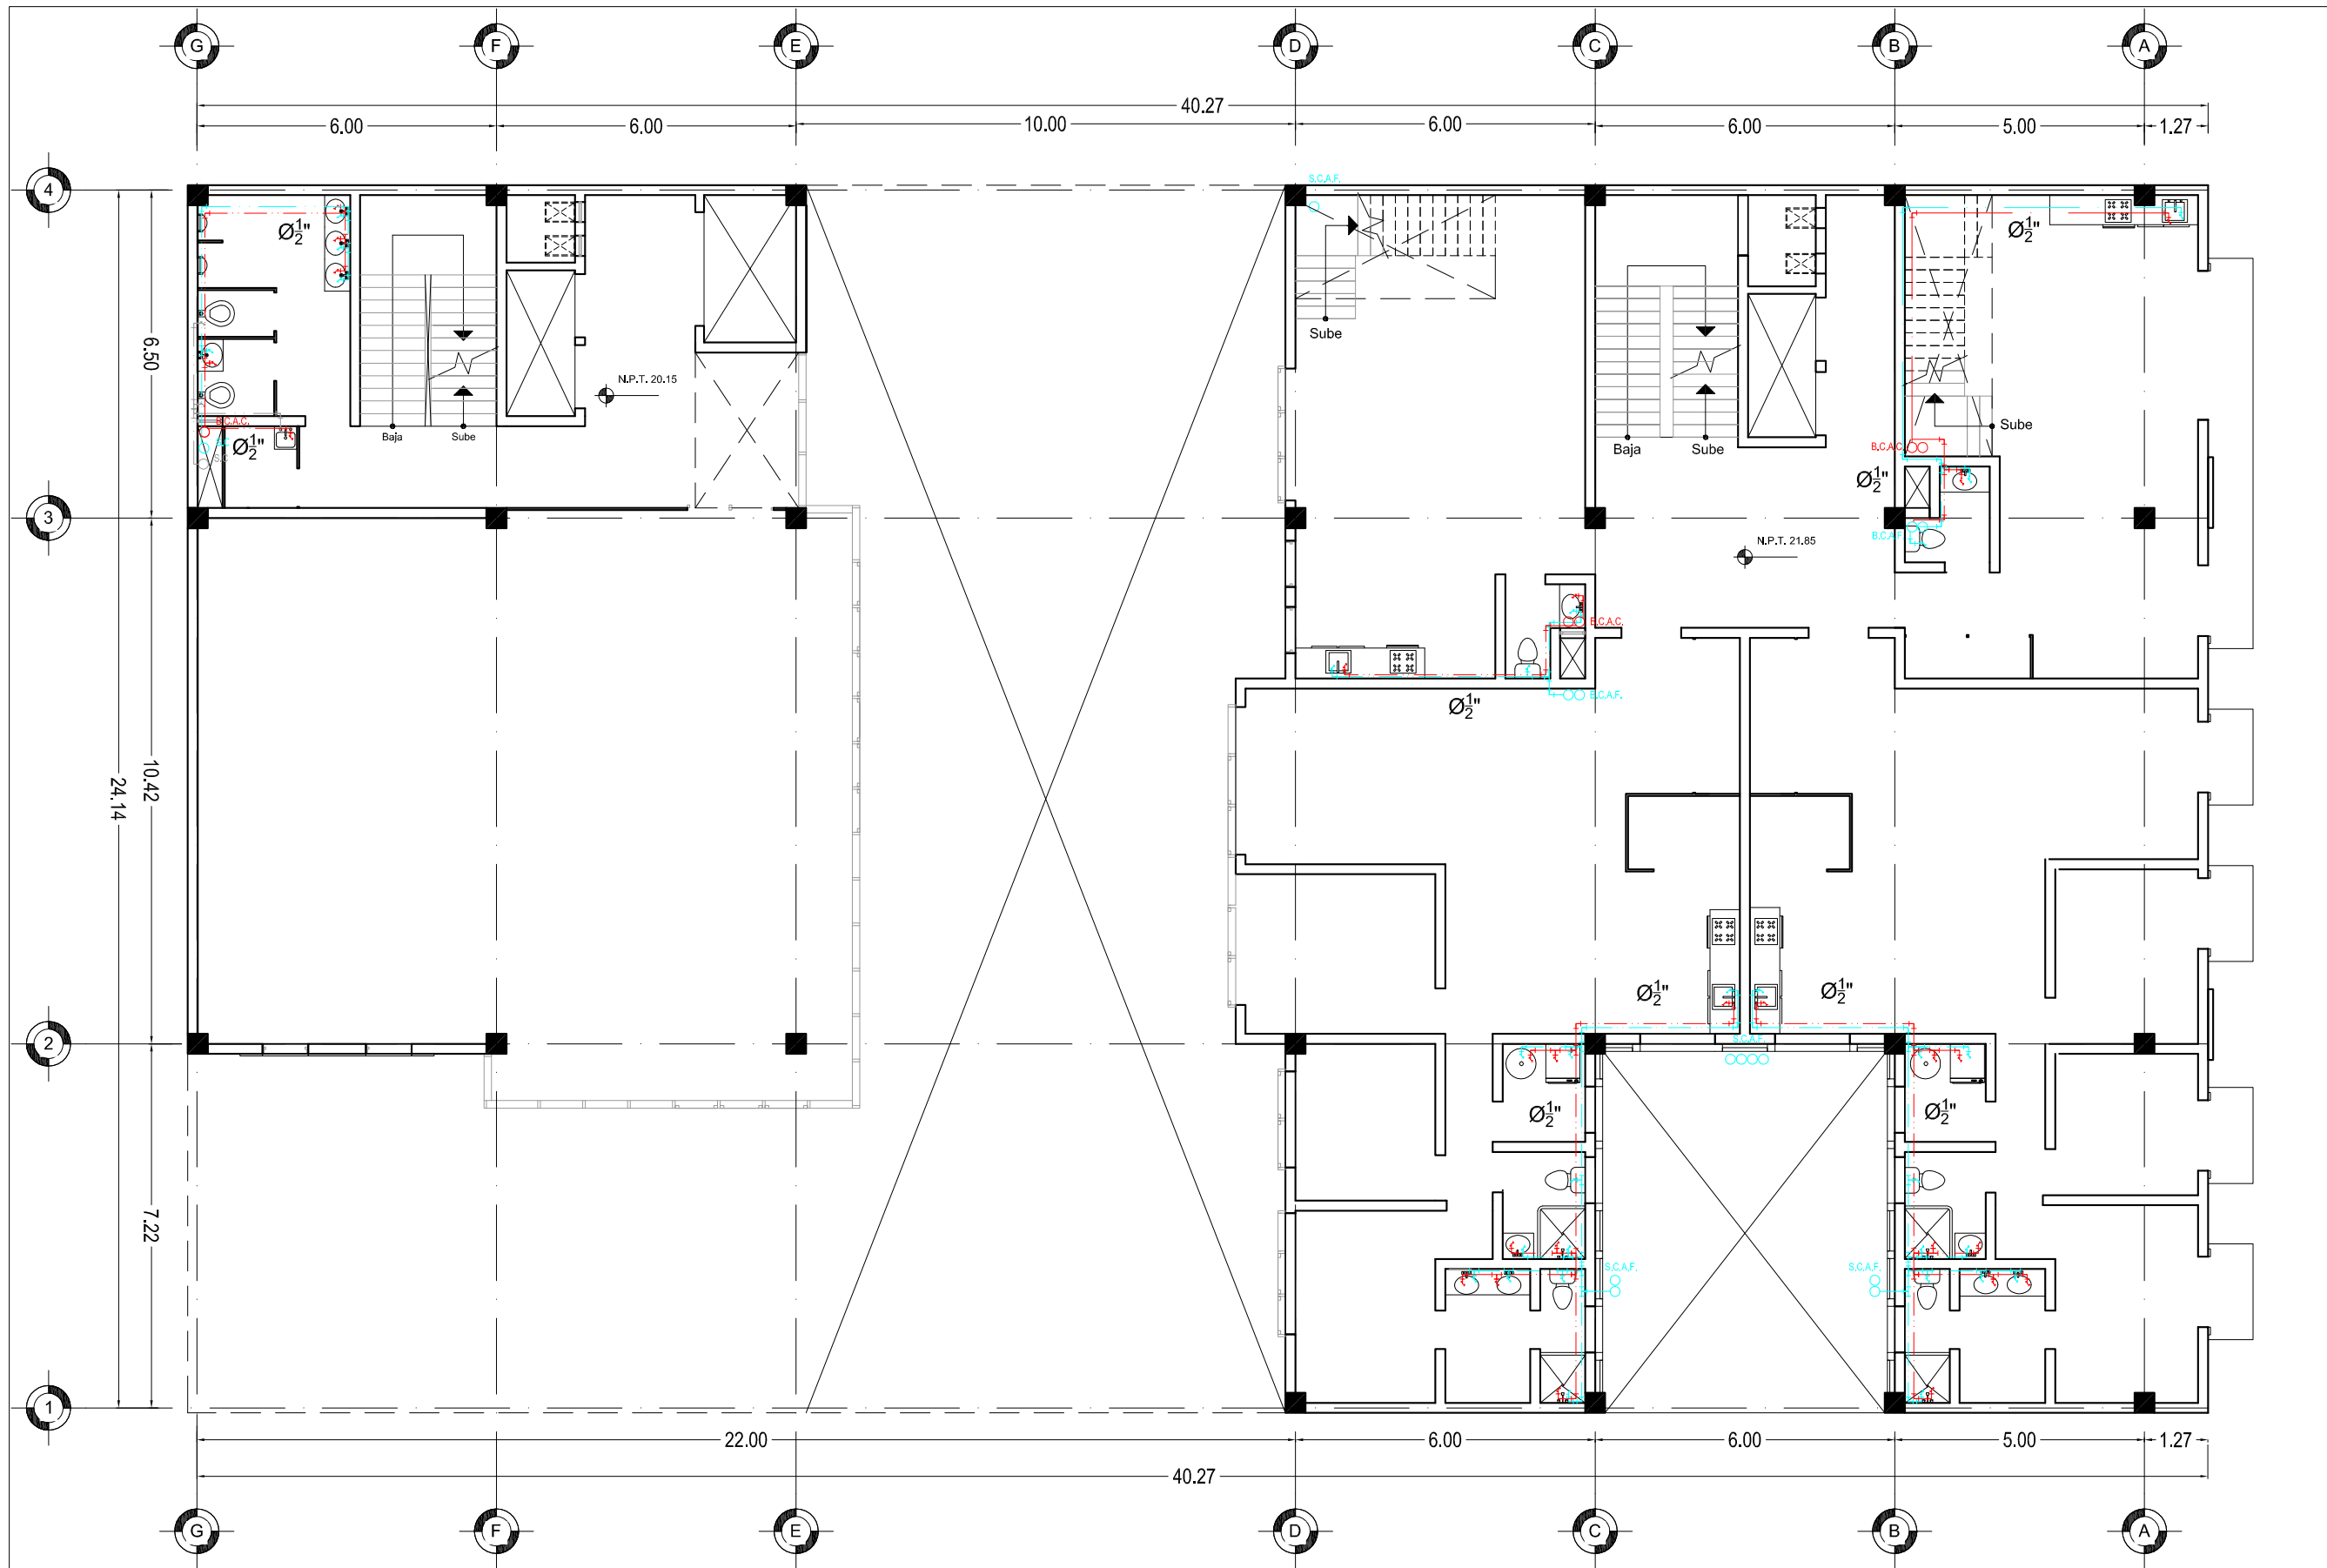 G F E D C B A
40.27
6.00 6.00 10.00 6.00 6.00 5.00 1.27
4
S.C.A.F.
Ø1/2"
Ø1/2"
Sube
6.50
N.P.T. 20.15
B.C.A.C.
Baja Sube
Ø1/2"
S.C.
Baja Sube
Sube
B.C.A.C.
Ø1/2"
3
B.C.A.F.
N.P.T. 21.85
B.C.A.C.
B.C.A.F.
Ø1/2"
10.42
24.14
Ø1/2"
Ø1/2"
2
S.C.A.F.
Ø1/2"
Ø1/2"
7.22
S.C.A.F.
S.C.A.F.
1
22.00 6.00 6.00 5.00 1.27
40.27
G F E D C B A